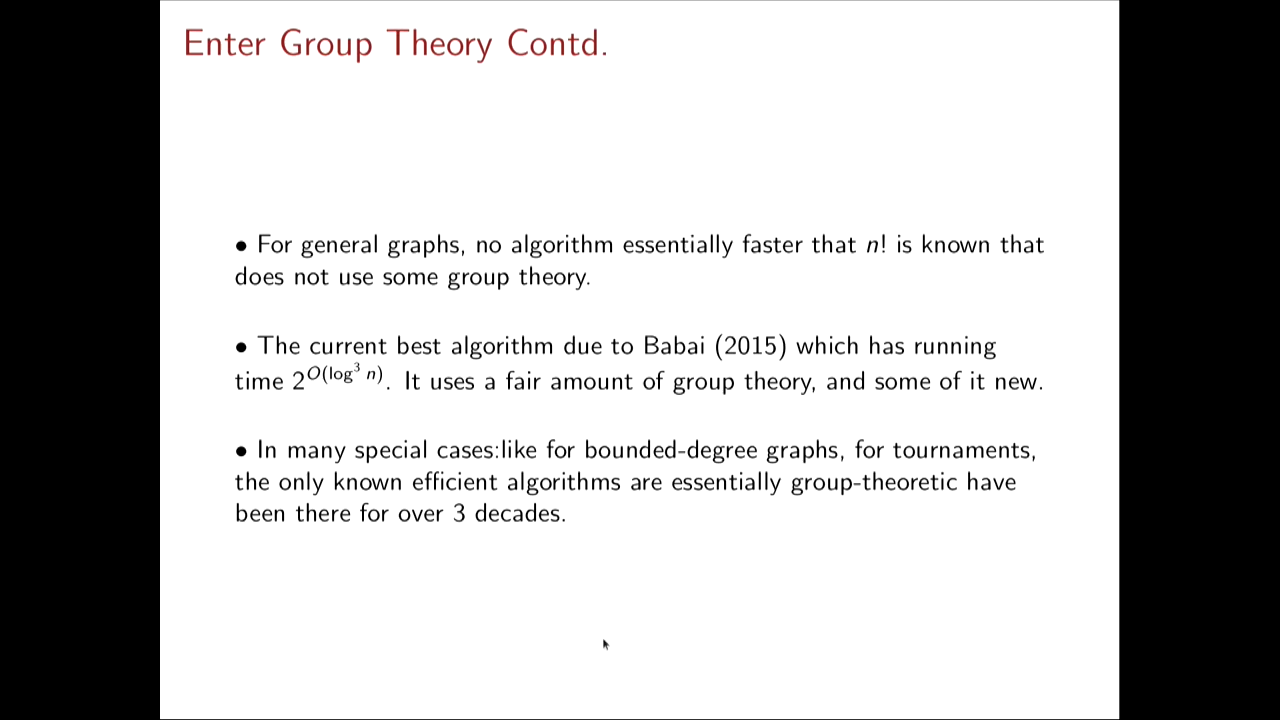 Enter Group Theory Contd.
• For general graphs, no algorithm essentially faster that n! is known that
does not use some group theory.
• The current best algorithm due to Babai (2015) which has running
time 2^{O(log^3 n)}. It uses a fair amount of group theory, and some of it new.
• In many special cases:like for bounded-degree graphs, for tournaments,
the only known efficient algorithms are essentially group-theoretic have
been there for over 3 decades.